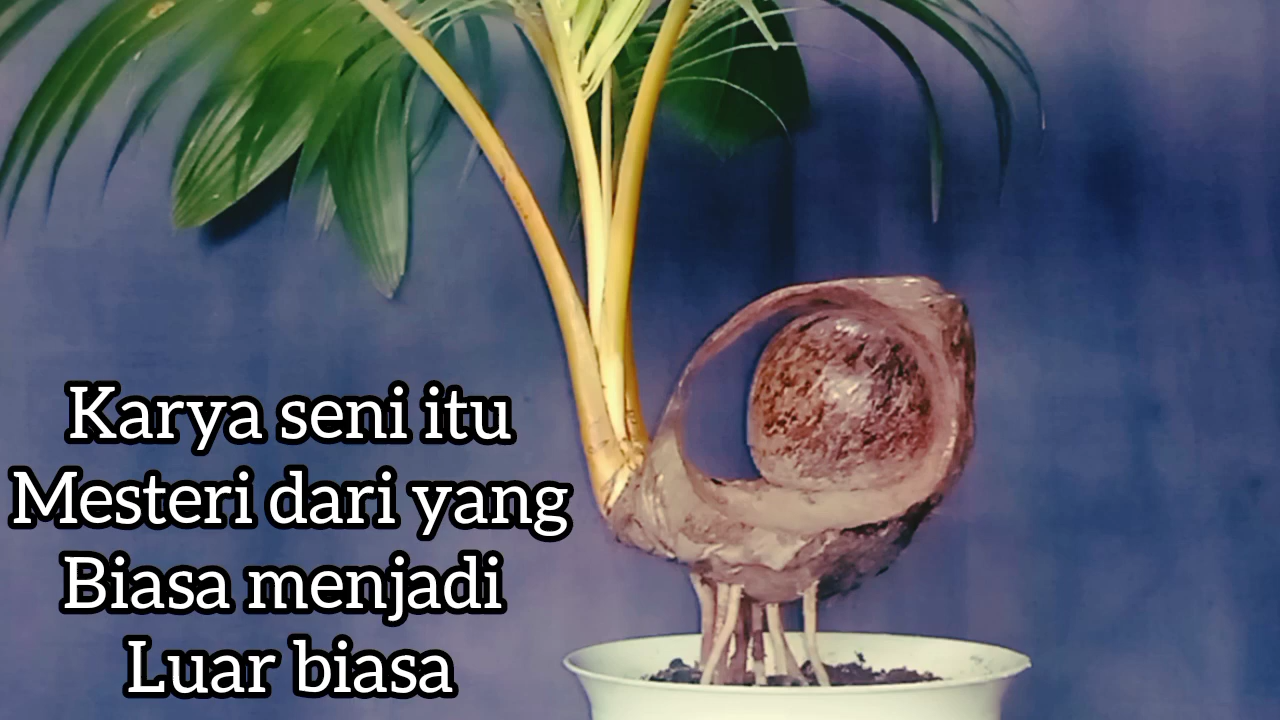 Karya seni itu
Mesteri dari yang
Biasa menjadi
Luar biasa